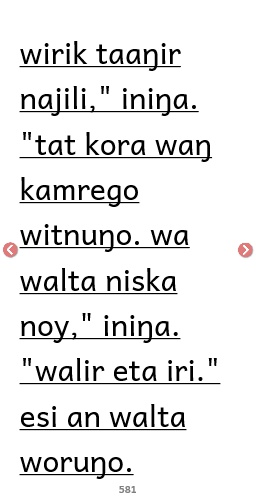 wirik taaŋir
najili," iniŋa.
"tat kora waŋ
kamrego
witnuŋo. wa
walta niska
noy," iniŋa.
"walir eta iri."
esi an walta
woruŋo.
581